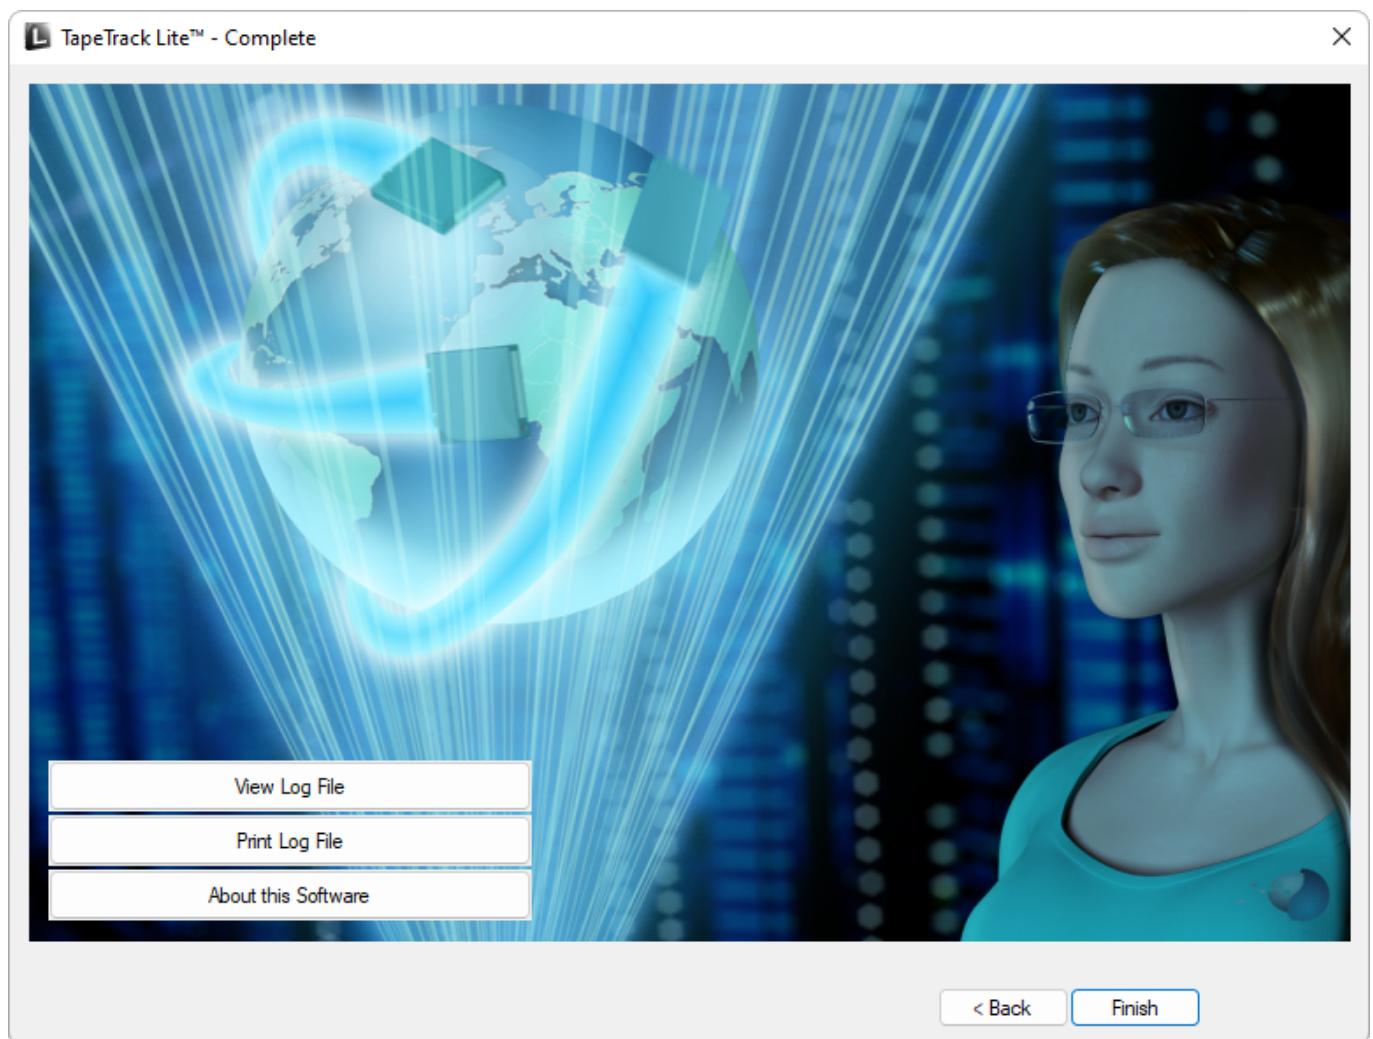 TapeTrack Lite™ - Complete
View Log File
Print Log File
About this Software
< Back
Finish